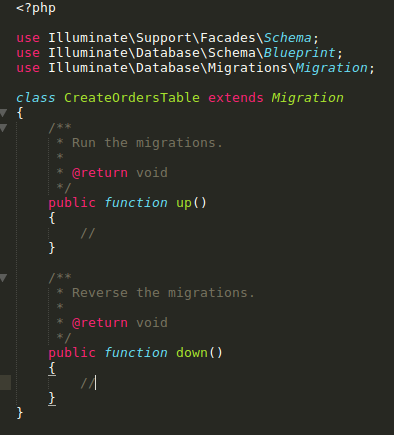 <?php
use Illuminate\Support\Facades\Schema;
use Illuminate\Database\Schema\Blueprint;
use Illuminate\Database\Migrations\Migration;
class CreateOrdersTable extends Migration
{
/**
* Run the migrations.
*
* @return void
*/
public function up()
{
//
}
/**
* Reverse the migrations.
*
* @return void
*/
public function down()
{
//
}
}